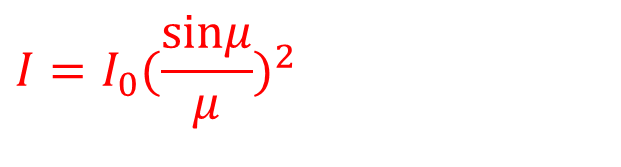 I = I₀(sinμ/μ)²